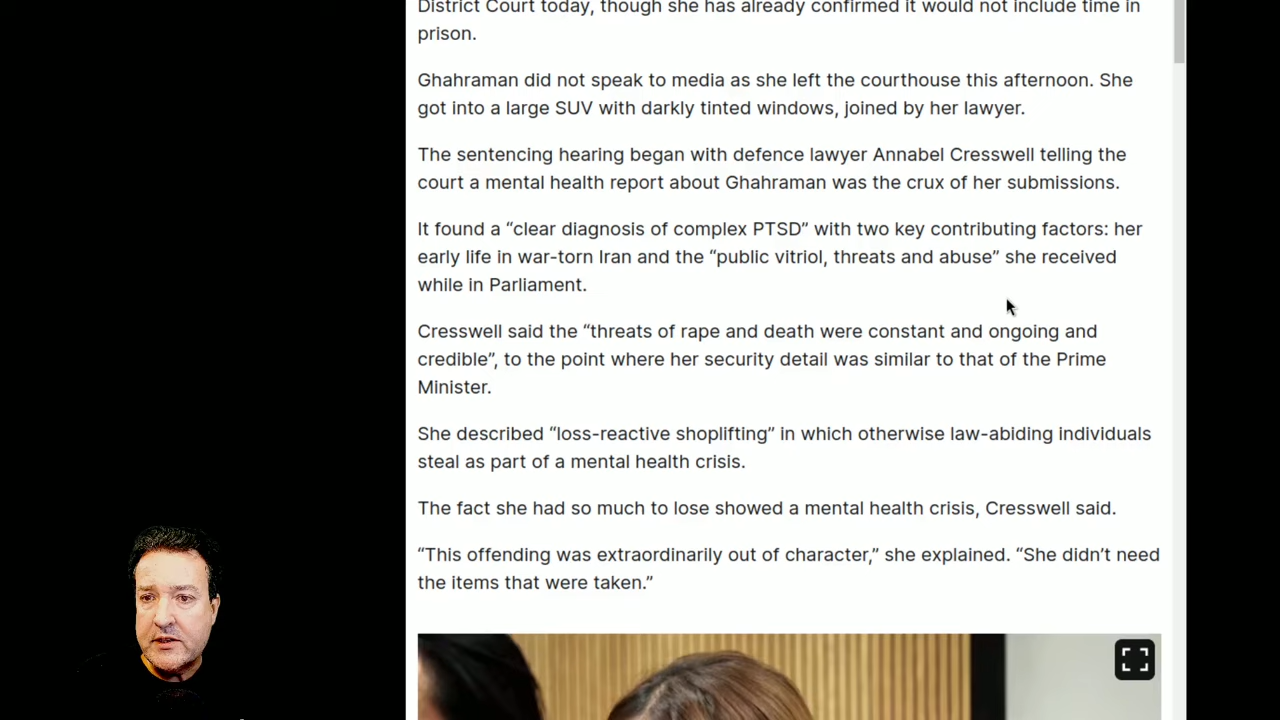 District Court today, though she has already confirmed it would not include time in
prison.
Ghahraman did not speak to media as she left the courthouse this afternoon. She
got into a large SUV with darkly tinted windows, joined by her lawyer.
The sentencing hearing began with defence lawyer Annabel Cresswell telling the
court a mental health report about Ghahraman was the crux of her submissions.
It found a “clear diagnosis of complex PTSD” with two key contributing factors: her
early life in war-torn Iran and the “public vitriol, threats and abuse” she received
while in Parliament.
Cresswell said the “threats of rape and death were constant and ongoing and
credible”, to the point where her security detail was similar to that of the Prime
Minister.
She described “loss-reactive shoplifting” in which otherwise law-abiding individuals
steal as part of a mental health crisis.
The fact she had so much to lose showed a mental health crisis, Cresswell said.
“This offending was extraordinarily out of character,” she explained. “She didn’t need
the items that were taken.”